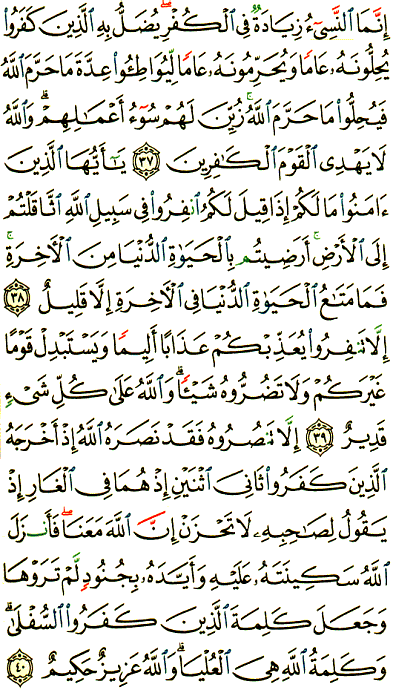 إِنَّمَا ٱلنَّسِىٓءُ زِيَادَةٌ فِى ٱلْكُفْرِ ۖ يُضَلُّ بِهِ ٱلَّذِينَ كَفَرُوا۟
يُحِلُّونَهُۥ عَامًا وَيُحَرِّمُونَهُۥ عَامًا لِّيُوَاطِـُٔوا۟ عِدَّةَ مَا حَرَّمَ ٱللَّهُ
فَيُحِلُّوا۟ مَا حَرَّمَ ٱللَّهُ ۚ زُيِّنَ لَهُمْ سُوٓءُ أَعْمَـٰلِهِمْ ۗ وَٱللَّهُ
لَا يَهْدِى ٱلْقَوْمَ ٱلْكَـٰفِرِينَ ٣٧ يَـٰٓأَيُّهَا ٱلَّذِينَ
ءَامَنُوا۟ مَا لَكُمْ إِذَا قِيلَ لَكُمُ ٱنفِرُوا۟ فِى سَبِيلِ ٱللَّهِ ٱثَّاقَلْتُمْ
إِلَى ٱلْأَرْضِ ۚ أَرَضِيتُم بِٱلْحَيَوٰةِ ٱلدُّنْيَا مِنَ ٱلْـَٔاخِرَةِ ۚ
فَمَا مَتَـٰعُ ٱلْحَيَوٰةِ ٱلدُّنْيَا فِى ٱلْـَٔاخِرَةِ إِلَّا قَلِيلٌ ٣٨
إِلَّا تَنفِرُوا۟ يُعَذِّبْكُمْ عَذَابًا أَلِيمًا وَيَسْتَبْدِلْ قَوْمًا
غَيْرَكُمْ وَلَا تَضُرُّوهُ شَيْـًٔا ۗ وَٱللَّهُ عَلَىٰ كُلِّ شَىْءٍ
قَدِيرٌ ٣٩ إِلَّا تَنصُرُوهُ فَقَدْ نَصَرَهُ ٱللَّهُ إِذْ أَخْرَجَهُ
ٱلَّذِينَ كَفَرُوا۟ ثَانِىَ ٱثْنَيْنِ إِذْ هُمَا فِى ٱلْغَارِ إِذْ
يَقُولُ لِصَـٰحِبِهِۦ لَا تَحْزَنْ إِنَّ ٱللَّهَ مَعَنَا ۖ فَأَنزَلَ
ٱللَّهُ سَكِينَتَهُۥ عَلَيْهِ وَأَيَّدَهُۥ بِجُنُودٍ لَّمْ تَرَوْهَا
وَجَعَلَ كَلِمَةَ ٱلَّذِينَ كَفَرُوا۟ ٱلسُّفْلَىٰ ۗ
وَكَلِمَةُ ٱللَّهِ هِىَ ٱلْعُلْيَا ۗ وَٱللَّهُ عَزِيزٌ حَكِيمٌ ٤٠